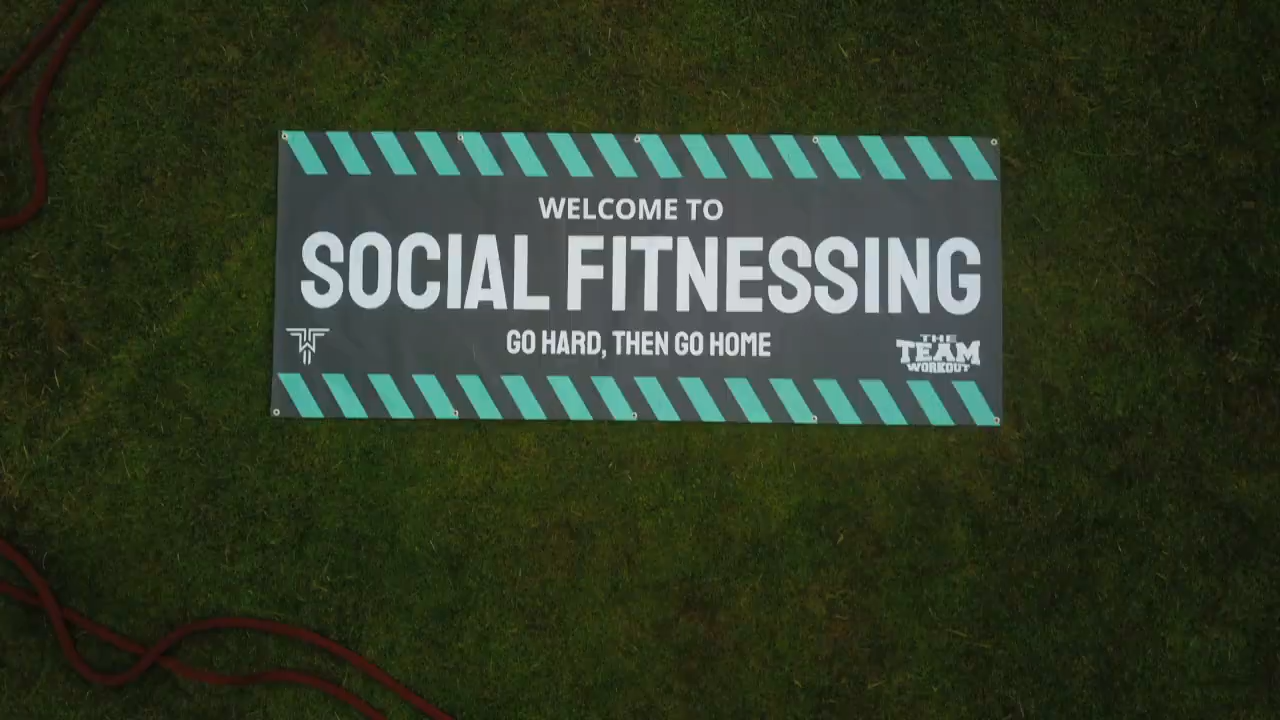 WELCOME TO
SOCIAL FITNESSING
GO HARD, THEN GO HOME
THE
TEAM
WORKOUT